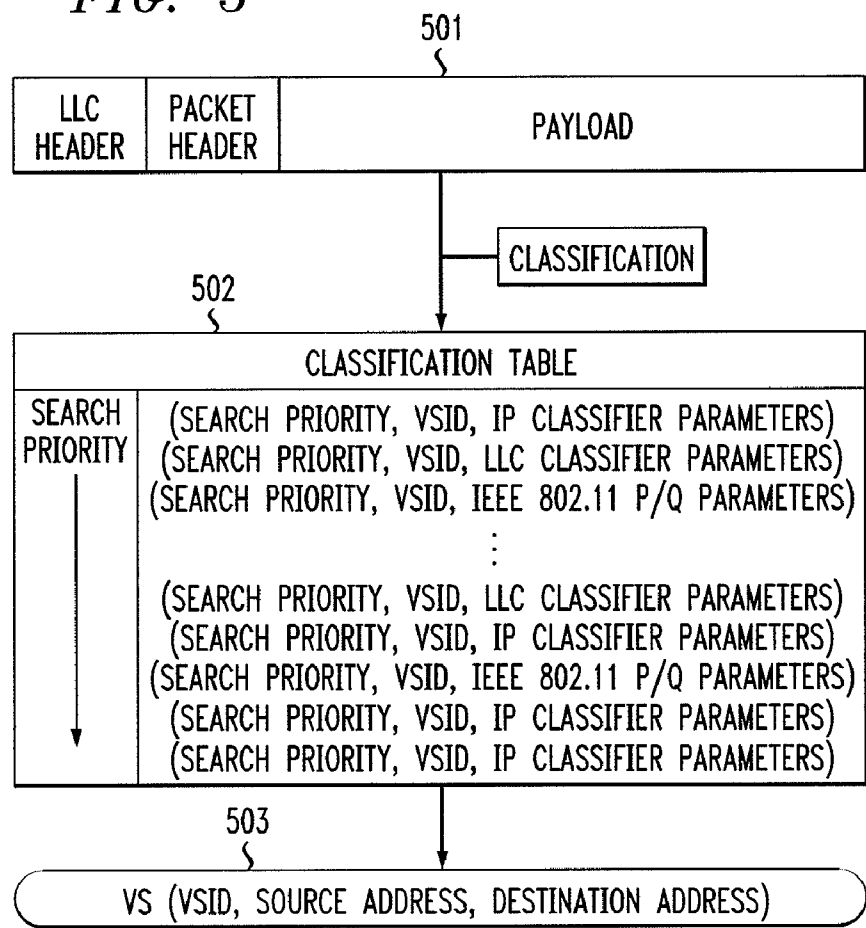 FIG. 5
501
LLC HEADER
PACKET HEADER
PAYLOAD
CLASSIFICATION
502
CLASSIFICATION TABLE
SEARCH PRIORITY
(SEARCH PRIORITY, VSID, IP CLASSIFIER PARAMETERS)
(SEARCH PRIORITY, VSID, LLC CLASSIFIER PARAMETERS)
(SEARCH PRIORITY, VSID, IEEE 802.11 P/Q PARAMETERS)
⋮
(SEARCH PRIORITY, VSID, LLC CLASSIFIER PARAMETERS)
(SEARCH PRIORITY, VSID, IP CLASSIFIER PARAMETERS)
(SEARCH PRIORITY, VSID, IEEE 802.11 P/Q PARAMETERS)
(SEARCH PRIORITY, VSID, IP CLASSIFIER PARAMETERS)
(SEARCH PRIORITY, VSID, IP CLASSIFIER PARAMETERS)
503
VS (VSID, SOURCE ADDRESS, DESTINATION ADDRESS)